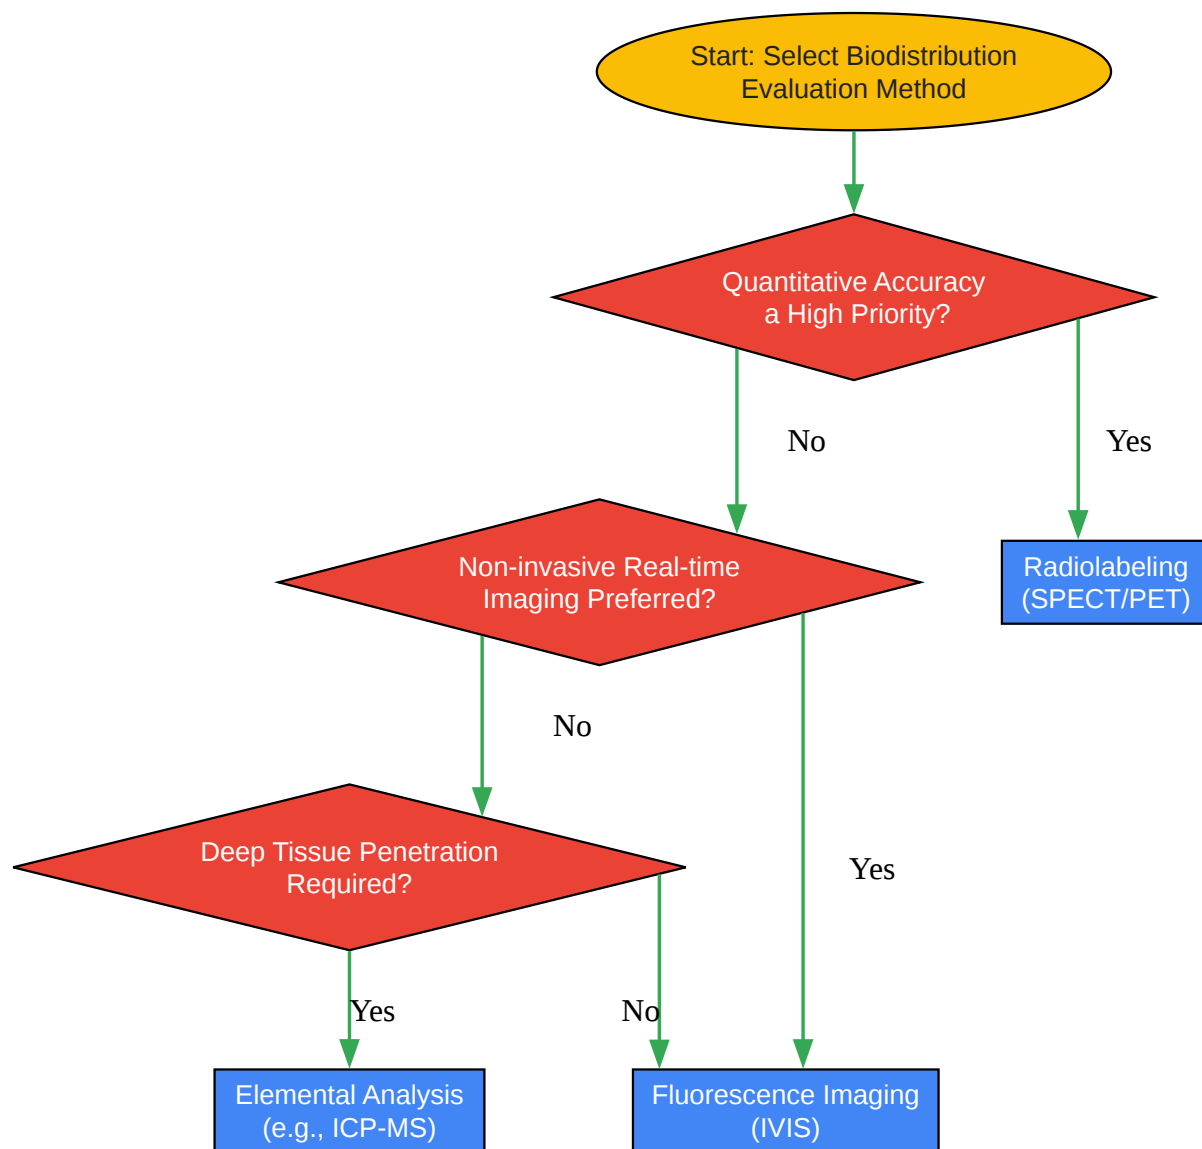 Start: Select Biodistribution
Evaluation Method
Quantitative Accuracy
a High Priority?
No
Yes
Non-invasive Real-time
Imaging Preferred?
Radiolabeling
(SPECT/PET)
No
Deep Tissue Penetration
Required?
Yes
Yes
No
Elemental Analysis
(e.g., ICP-MS)
Fluorescence Imaging
(IVIS)